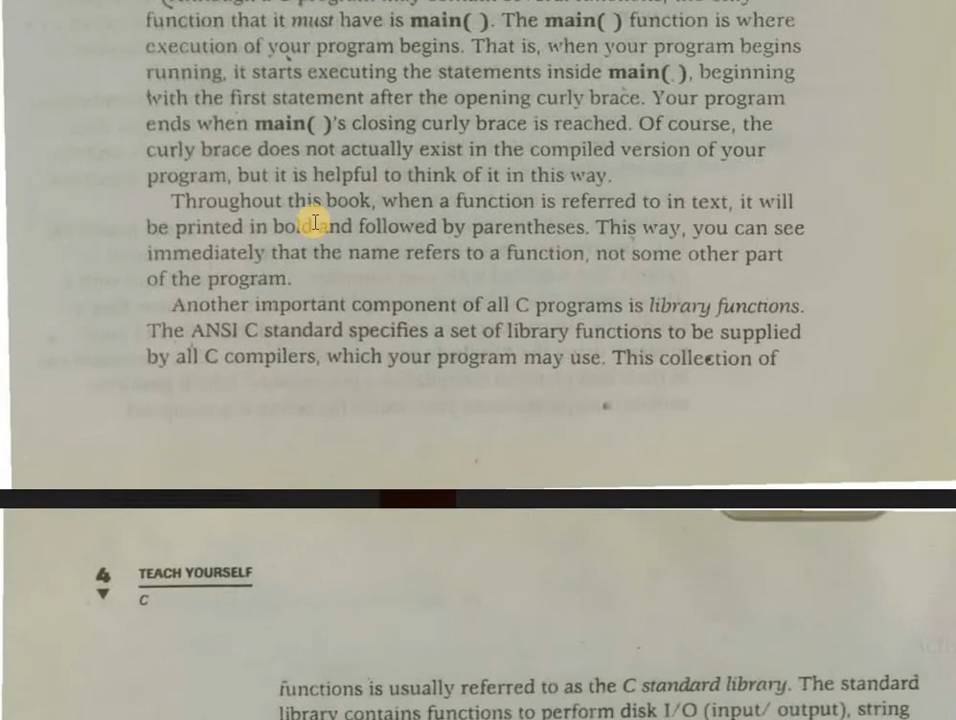 function that it must have is main( ). The main( ) function is where
execution of your program begins. That is, when your program begins
running, it starts executing the statements inside main( ), beginning
with the first statement after the opening curly brace. Your program
ends when main( )'s closing curly brace is reached. Of course, the
curly brace does not actually exist in the compiled version of your
program, but it is helpful to think of it in this way.
Throughout this book, when a function is referred to in text, it will
be printed in bold and followed by parentheses. This way, you can see
immediately that the name refers to a function, not some other part
of the program.
Another important component of all C programs is library functions.
The ANSI C standard specifies a set of library functions to be supplied
by all C compilers, which your program may use. This collection of
4 TEACH YOURSELF
C
functions is usually referred to as the C standard library. The standard
library contains functions to perform disk I/O (input/ output), string